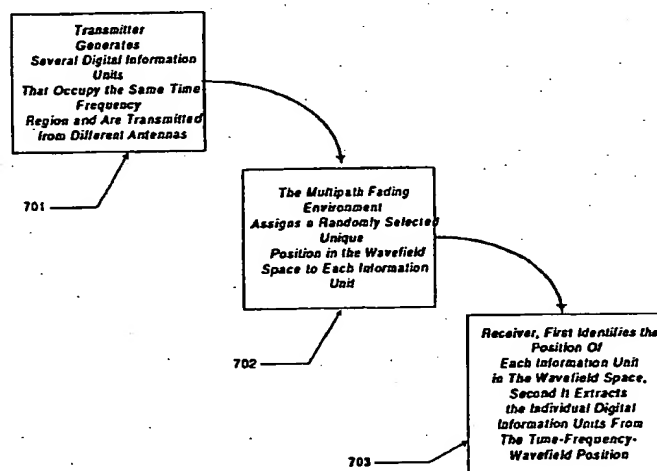 Transmitter
Generates
Several Digital Information
Units
That Occupy the Same Time
Frequency
Region and Are Transmitted
from Different Antennas
701
The Multipath Fading
Environment
Assigns a Randomly Selected
Unique
Position in the Wavefield
Space to Each Information
Unit
702
Receiver, First Identifies the
Position Of
Each Information Unit
in The Wavefield Space,
Second It Extracts
the Individual Digital
Information Units From
The Time-Frequency-
Wavefield Position
703